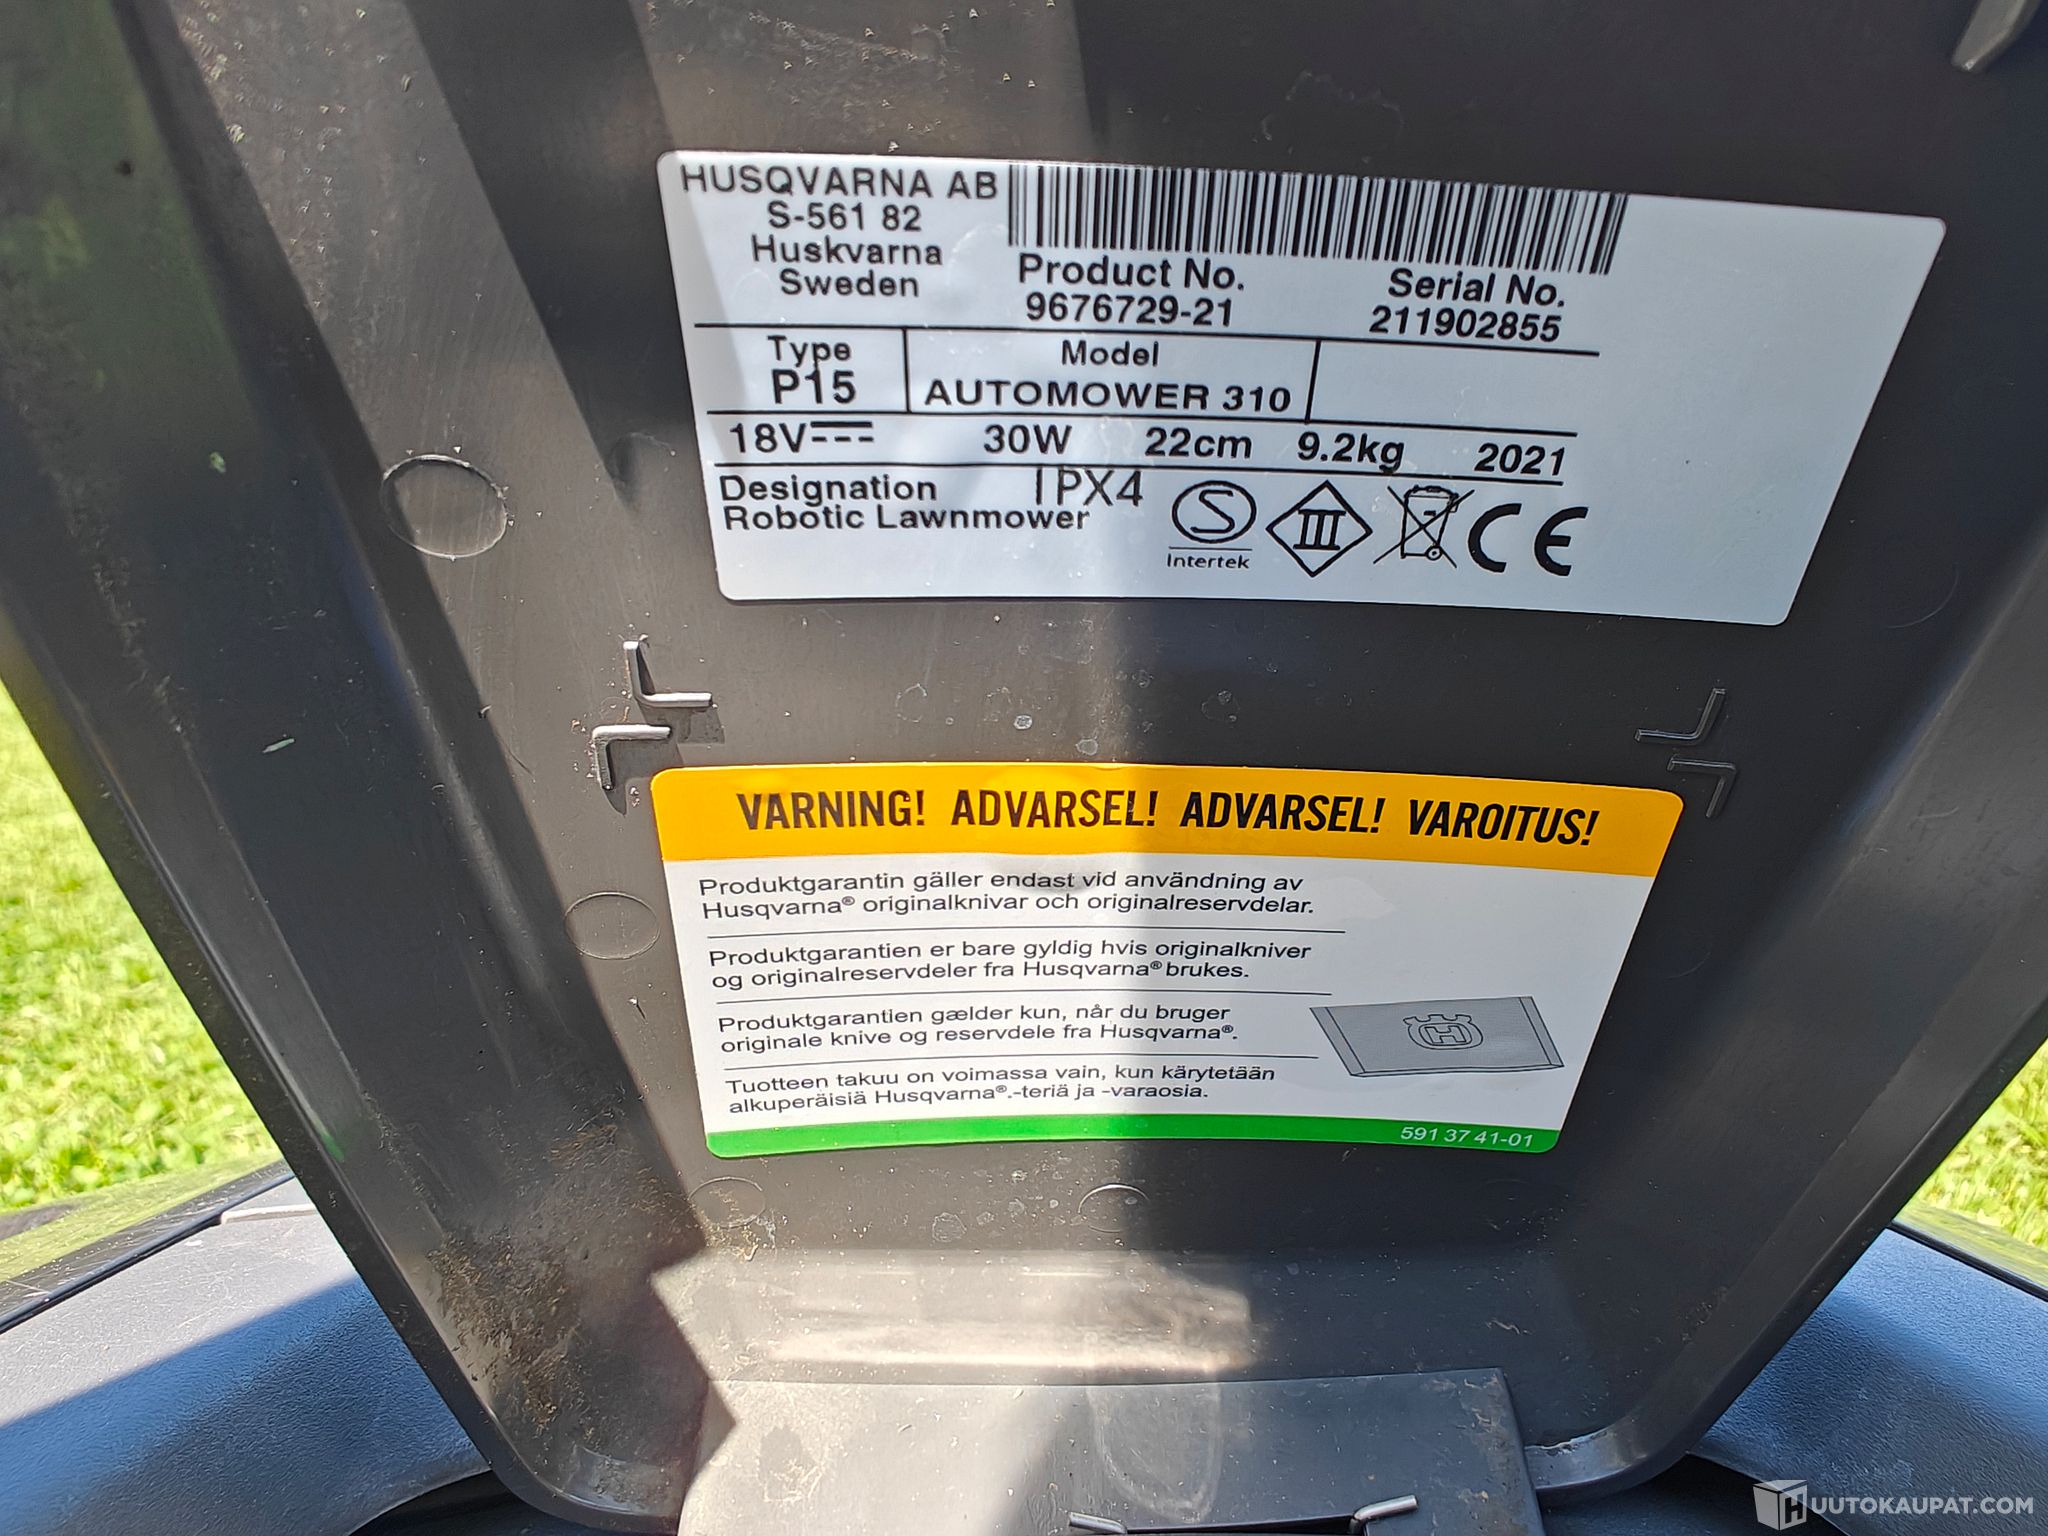 HUSQVARNA AB
S-561 82
Huskvarna
Sweden
Product No.
9676729-21
Serial No.
211902855
Type
P15
Model
AUTOMOWER 310
18V 30W 22cm 9.2kg 2021
Designation IPX4
Robotic Lawnmower
S
Intertek
III
CE
VARNING! ADVARSEL! ADVARSEL! VAROITUS!
Produktgarantin gäller endast vid användning av
Husqvarna® originalknivar och originalreservdelar.
Produktgarantien er bare gyldig hvis originalkniver
og originalreservdeler fra Husqvarna® brukes.
Produktgarantien gælder kun, når du bruger
originale knive og reservdele fra Husqvarna®.
Tuotteen takuu on voimassa vain, kun kärytetään
alkuperäisiä Husqvarna®.-teriä ja -varaosia.
H
591 37 41-01
HUUTOKAUPAT.COM